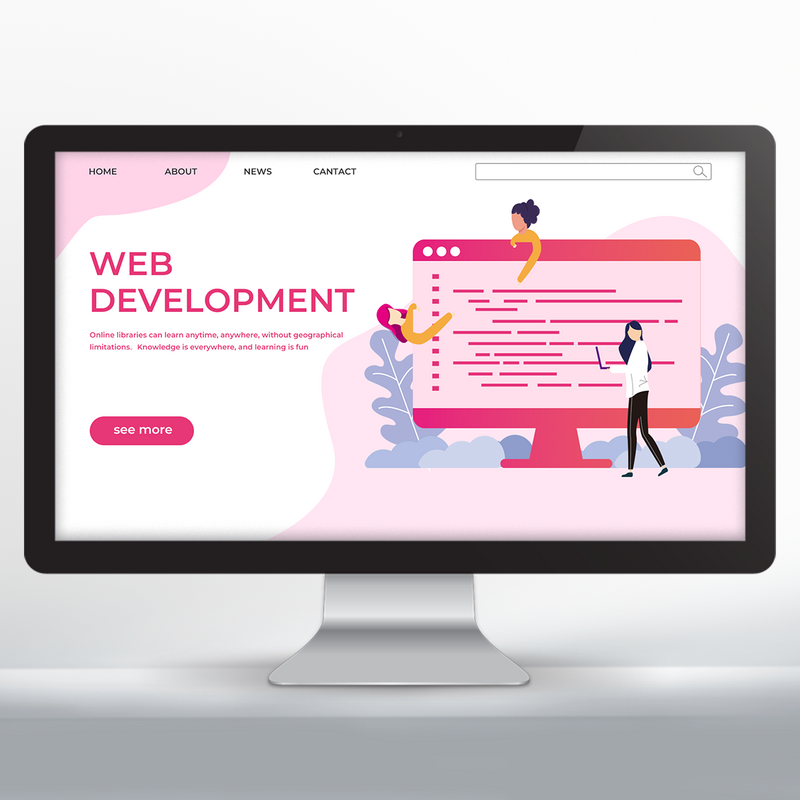 HOME ABOUT NEWS CANTACT
WEB
DEVELOPMENT
Online libraries can learn anytime, anywhere, without geographical
limitations. Knowledge is everywhere, and learning is fun
see more